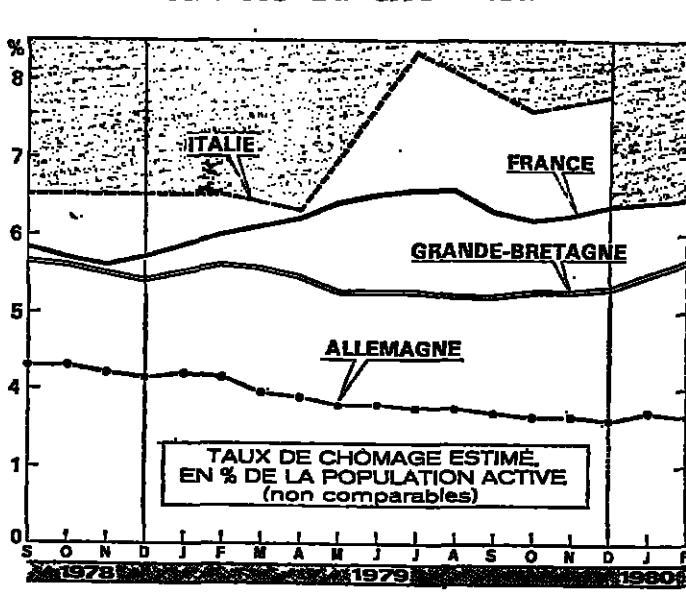 %
8
7
6
5
4
1
0
ITALIE
FRANCE
GRANDE-BRETAGNE
ALLEMAGNE
TAUX DE CHÔMAGE ESTIMÉ,
EN % DE LA POPULATION ACTIVE
(non comparables)
S O N D J F M A M J J A S O N D J F
1978 1979 1980